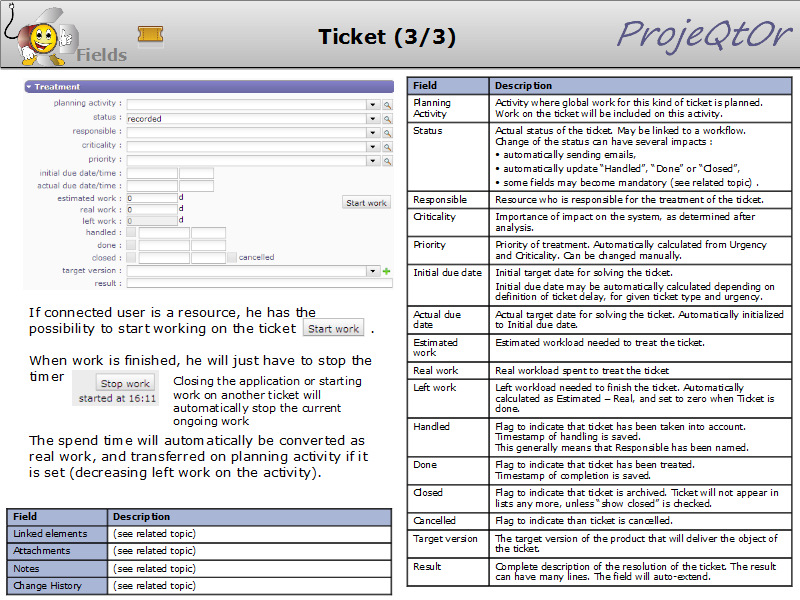 Fields
Ticket (3/3)
ProjeQtOr
Treatment
planning activity :
status : recorded
responsible :
criticality :
priority :
initial due date/time :
actual due date/time :
estimated work : 0 d
real work : 0 d
left work : 0 d
Start work
handled :
done :
closed : cancelled
target version :
result :
If connected user is a resource, he has the
possibility to start working on the ticket Start work .
When work is finished, he will just have to stop the
timer
Stop work
started at 16:11
Closing the application or starting
work on another ticket will
automatically stop the current
ongoing work
The spend time will automatically be converted as
real work, and transferred on planning activity if it
is set (decreasing left work on the activity).
Field Description
Linked elements (see related topic)
Attachments (see related topic)
Notes (see related topic)
Change History (see related topic)
Field Description
Planning Activity where global work for this kind of ticket is planned.
Activity Work on the ticket will be included on this activity.
Status Actual status of the ticket. May be linked to a workflow.
Change of the status can have several impacts :
• automatically sending emails,
• automatically update “Handled”, “Done” or “Closed”,
• some fields may become mandatory (see related topic) .
Responsible Resource who is responsible for the treatment of the ticket.
Criticality Importance of impact on the system, as determined after
analysis.
Priority Priority of treatment. Automatically calculated from Urgency
and Criticality. Can be changed manually.
Initial due date Initial target date for solving the ticket.
Initial due date may be automatically calculated depending on
definition of ticket delay, for given ticket type and urgency.
Actual due Actual target date for solving the ticket. Automatically initialized
date to Initial due date.
Estimated Estimated workload needed to treat the ticket.
work
Real work Real workload spent to treat the ticket
Left work Left workload needed to finish the ticket. Automatically
calculated as Estimated – Real, and set to zero when Ticket is
done.
Handled Flag to indicate that ticket has been taken into account.
Timestamp of handling is saved.
This generally means that Responsible has been named.
Done Flag to indicate that ticket has been treated.
Timestamp of completion is saved.
Closed Flag to indicate that ticket is archived. Ticket will not appear in
lists any more, unless “show closed” is checked.
Cancelled Flag to indicate than ticket is cancelled.
Target version The target version of the product that will deliver the object of
the ticket.
Result Complete description of the resolution of the ticket. The result
can have many lines. The field will auto-extend.